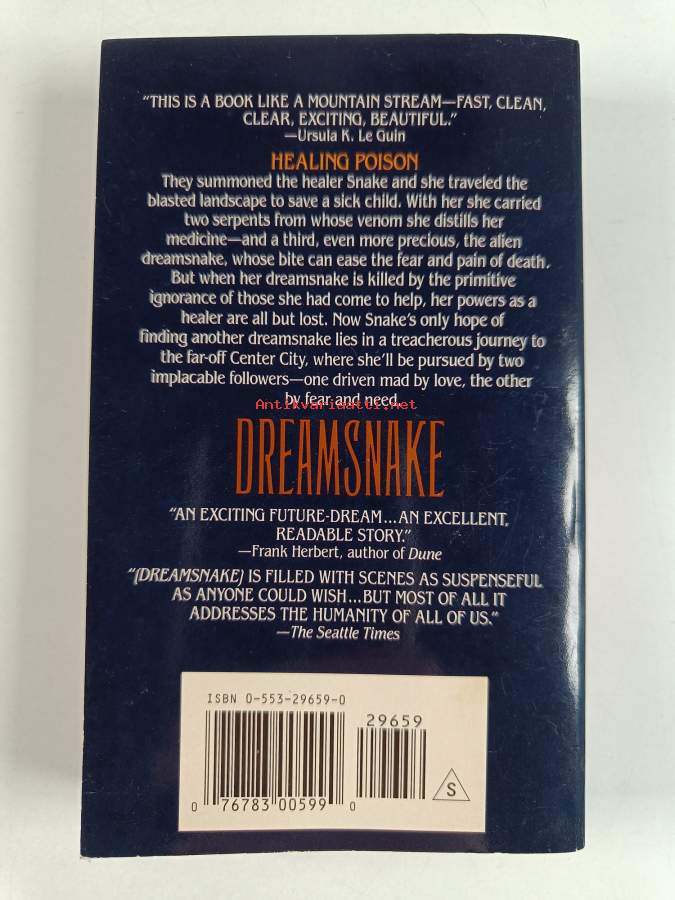 "THIS IS A BOOK LIKE A MOUNTAIN STREAM—FAST, CLEAN,
CLEAR, EXCITING, BEAUTIFUL."
—Ursula K. Le Guin
HEALING POISON
They summoned the healer Snake and she traveled the
blasted landscape to save a sick child. With her she carried
two serpents from whose venom she distills her
medicine—and a third, even more precious, the alien
dreamsnake, whose bite can ease the fear and pain of death.
But when her dreamsnake is killed by the primitive
ignorance of those she had come to help, her powers as a
healer are all but lost. Now Snake's only hope of
finding another dreamsnake lies in a treacherous journey to
the far-off Center City, where she'll be pursued by two
implacable followers—one driven mad by love, the other
by fear and need.
Antikvariaatti.net
DREAMSNAKE
"AN EXCITING FUTURE-DREAM...AN EXCELLENT,
READABLE STORY."
—Frank Herbert, author of Dune
"(DREAMSNAKE) IS FILLED WITH SCENES AS SUSPENSEFUL
AS ANYONE COULD WISH...BUT MOST OF ALL IT
ADDRESSES THE HUMANITY OF ALL OF US."
—The Seattle Times
ISBN 0-553-29659-0
29659
S
0 76783 00599 0